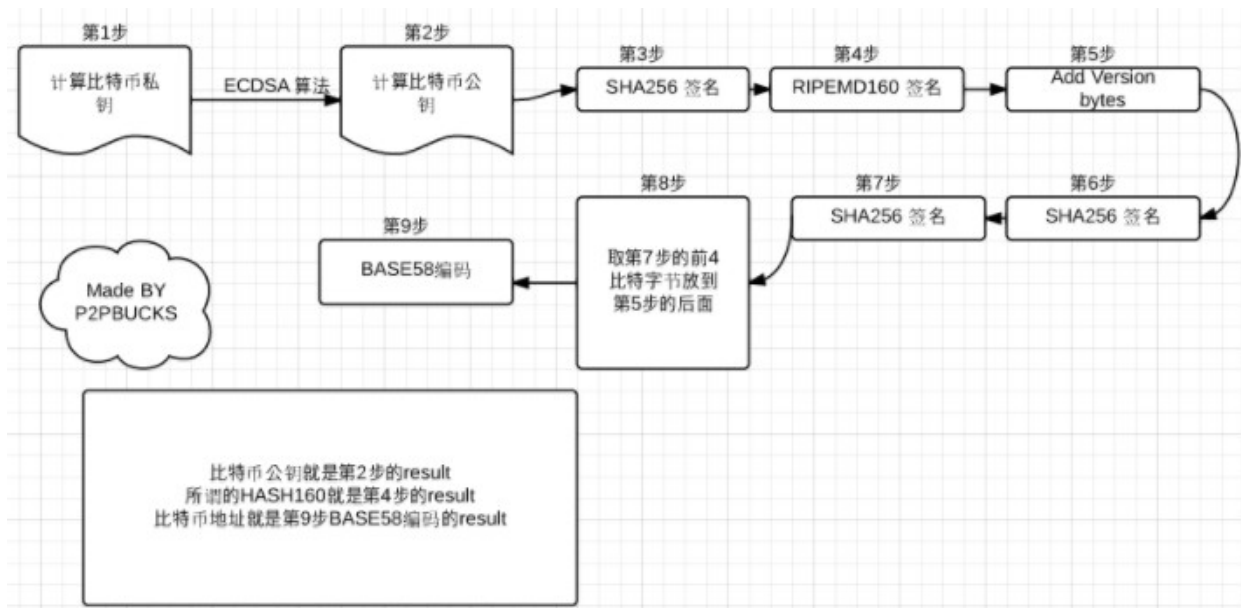 第1步
计算比特币私
钥
ECDSA 算法
第2步
计算比特币公
钥
第3步
SHA256 签名
第4步
RIPEMD160 签名
第5步
Add Version
bytes
第6步
SHA256 签名
第7步
SHA256 签名
第8步
取第7步的前4
比特字节放到
第5步的后面
第9步
BASE58编码
Made BY
P2PBUCKS
比特币公钥就是第2步的result
所谓的HASH160就是第4步的result
比特币地址就是第9步BASE58编码的result